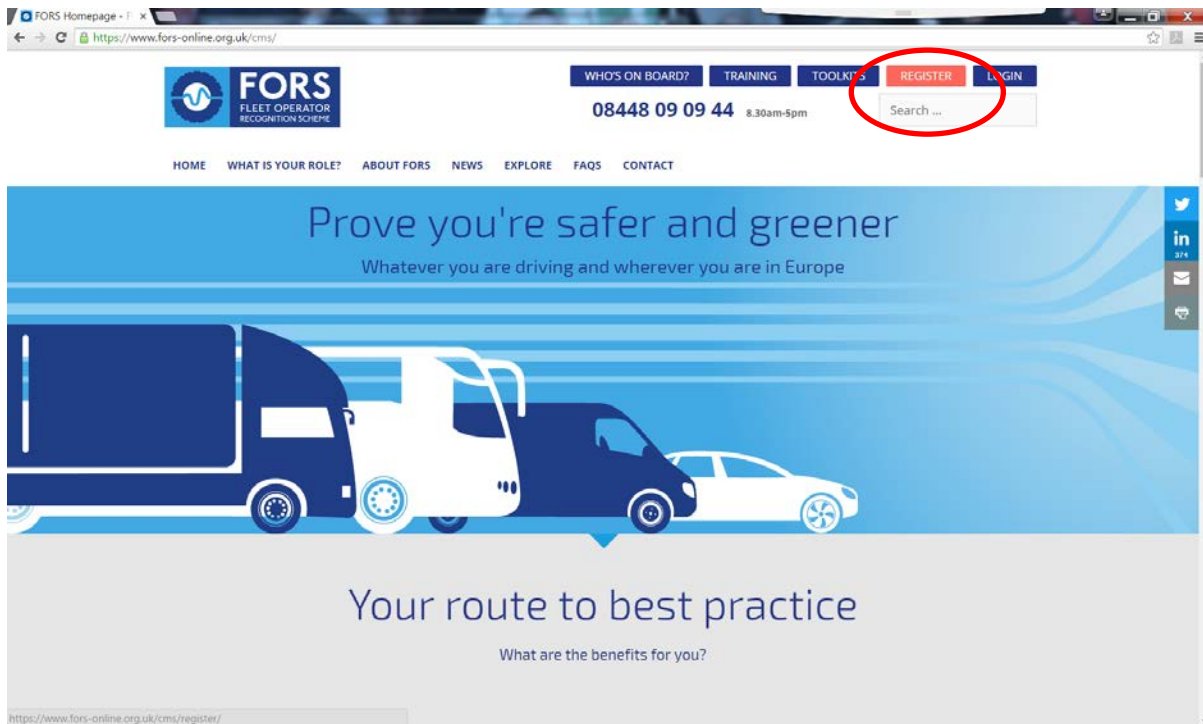 FORS Homepage - F
https://www.fors-online.org.uk/cms/
FORS
FLEET OPERATOR
RECOGNITION SCHEME
WHO'S ON BOARD? TRAINING TOOLKITS REGISTER LOGIN
08448 09 09 44 8.30am-5pm
Search ...
HOME WHAT IS YOUR ROLE? ABOUT FORS NEWS EXPLORE FAQS CONTACT
Prove you're safer and greener
Whatever you are driving and wherever you are in Europe
in
374
Your route to best practice
What are the benefits for you?
https://www.fors-online.org.uk/cms/register/